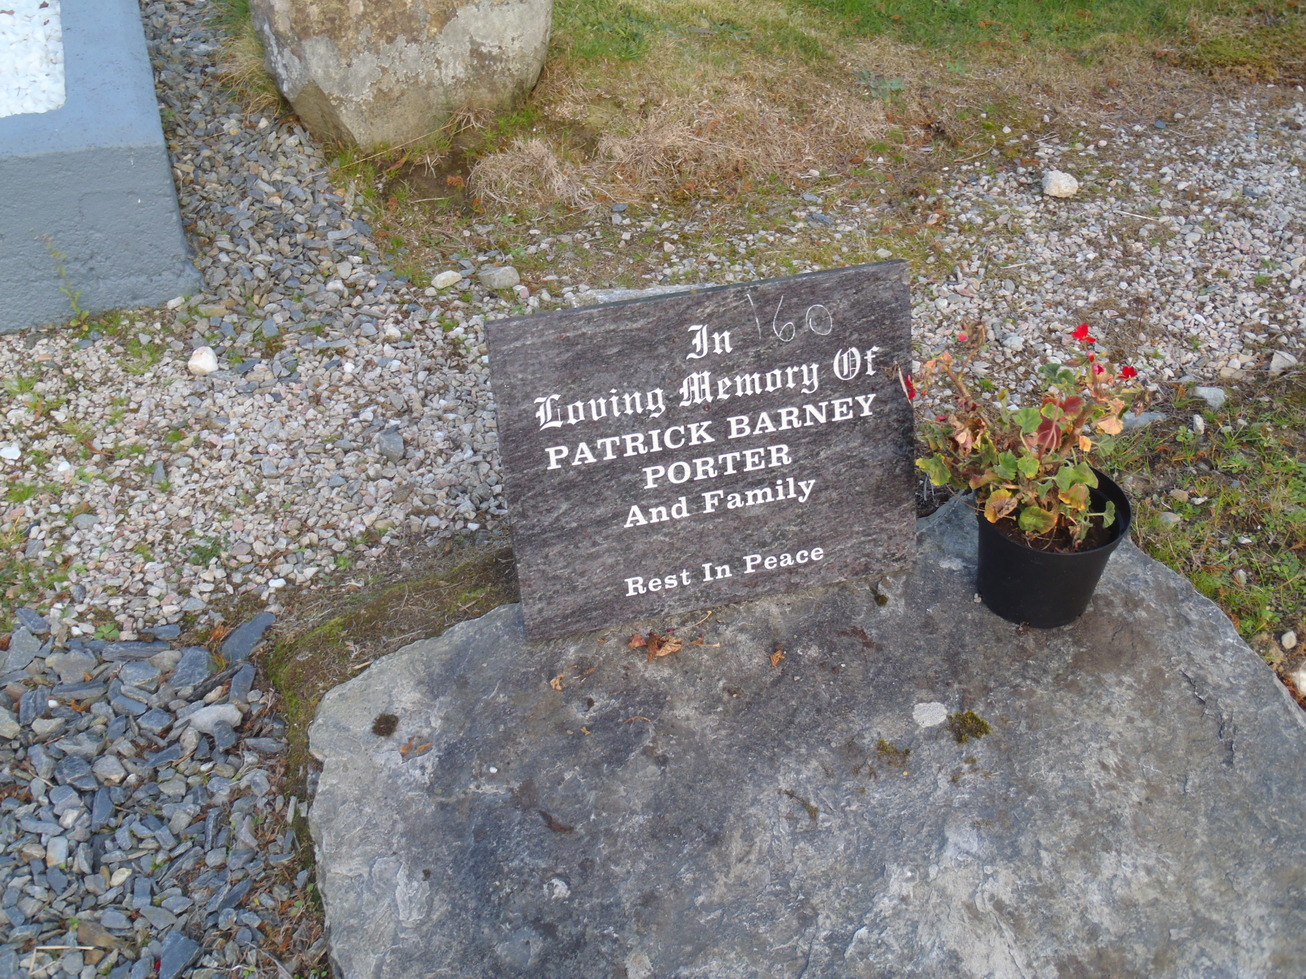 160
In
Loving Memory Of
PATRICK BARNEY
PORTER
And Family
Rest In Peace